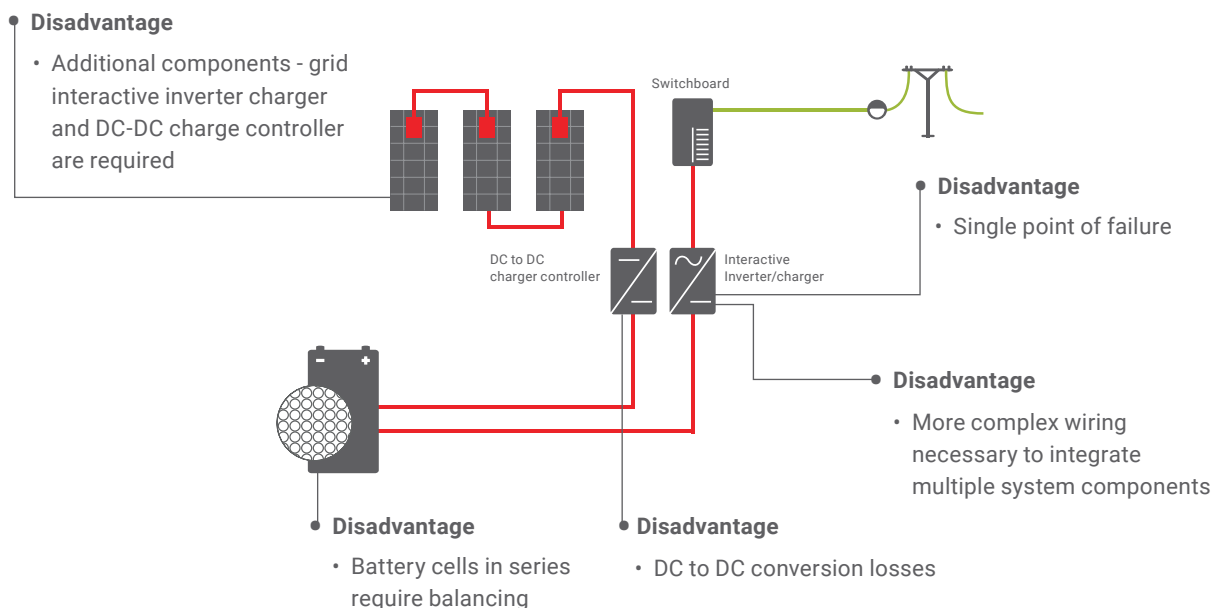 Disadvantage
• Additional components - grid
interactive inverter charger
and DC-DC charge controller
are required
Switchboard
Disadvantage
• Single point of failure
DC to DC
charger controller
Interactive
Inverter/charger
- +
Disadvantage
• More complex wiring
necessary to integrate
multiple system components
Disadvantage
• Battery cells in series
require balancing
Disadvantage
• DC to DC conversion losses